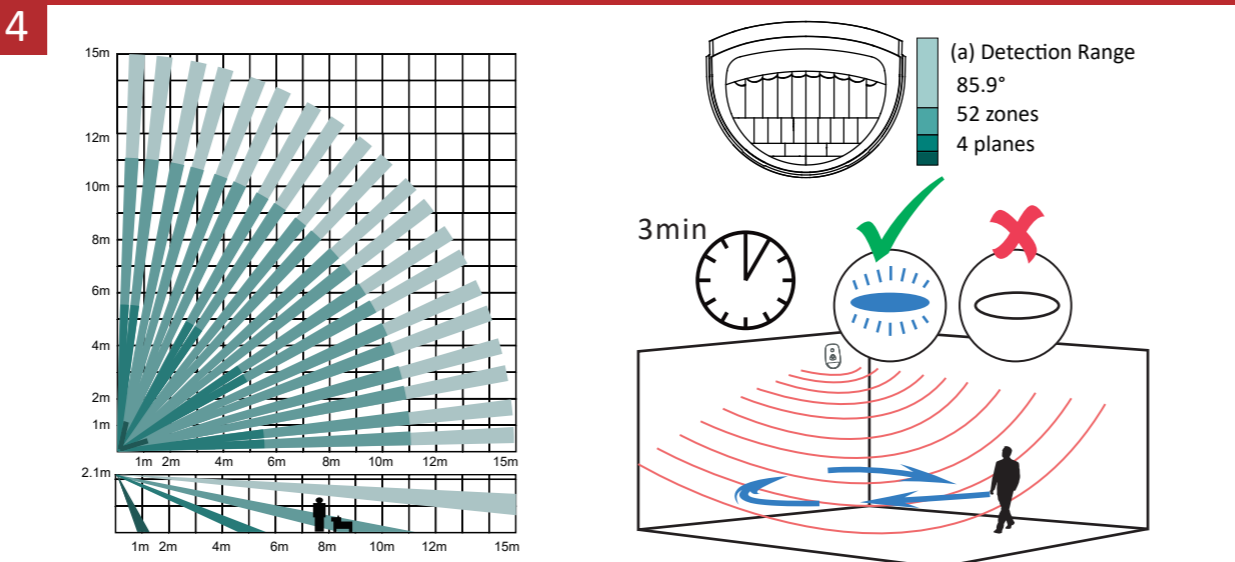 4
15m
12m
10m
8m
6m
4m
2m
1m
1m 2m 4m 6m 8m 10m 12m 15m
2.1m
1m 2m 4m 6m 8m 10m 12m 15m
(a) Detection Range
85.9°
52 zones
4 planes
3min